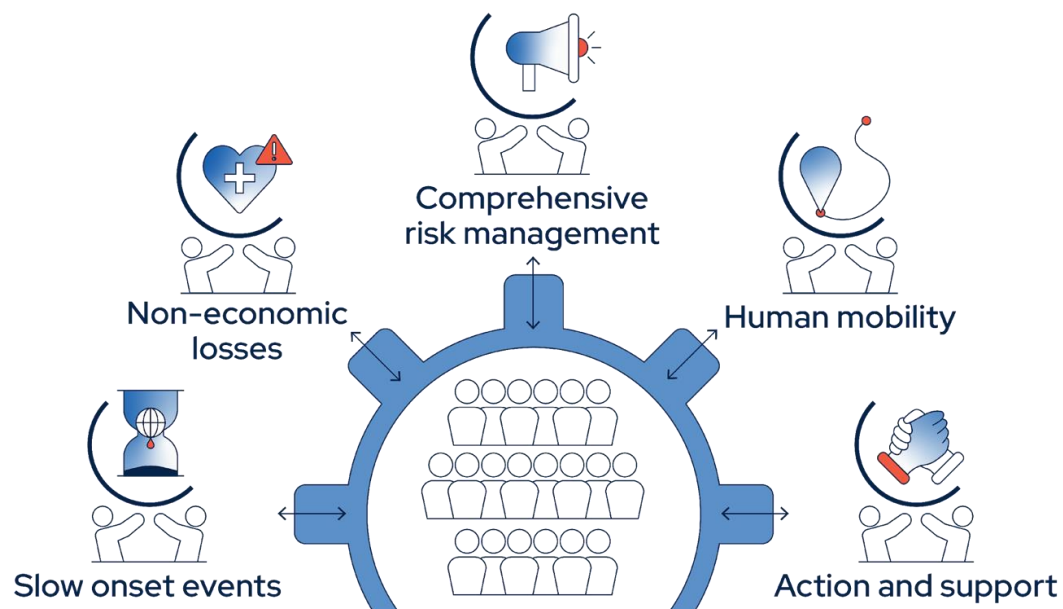 Comprehensive
risk management
Non-economic
losses
Human mobility
Slow onset events
Action and support